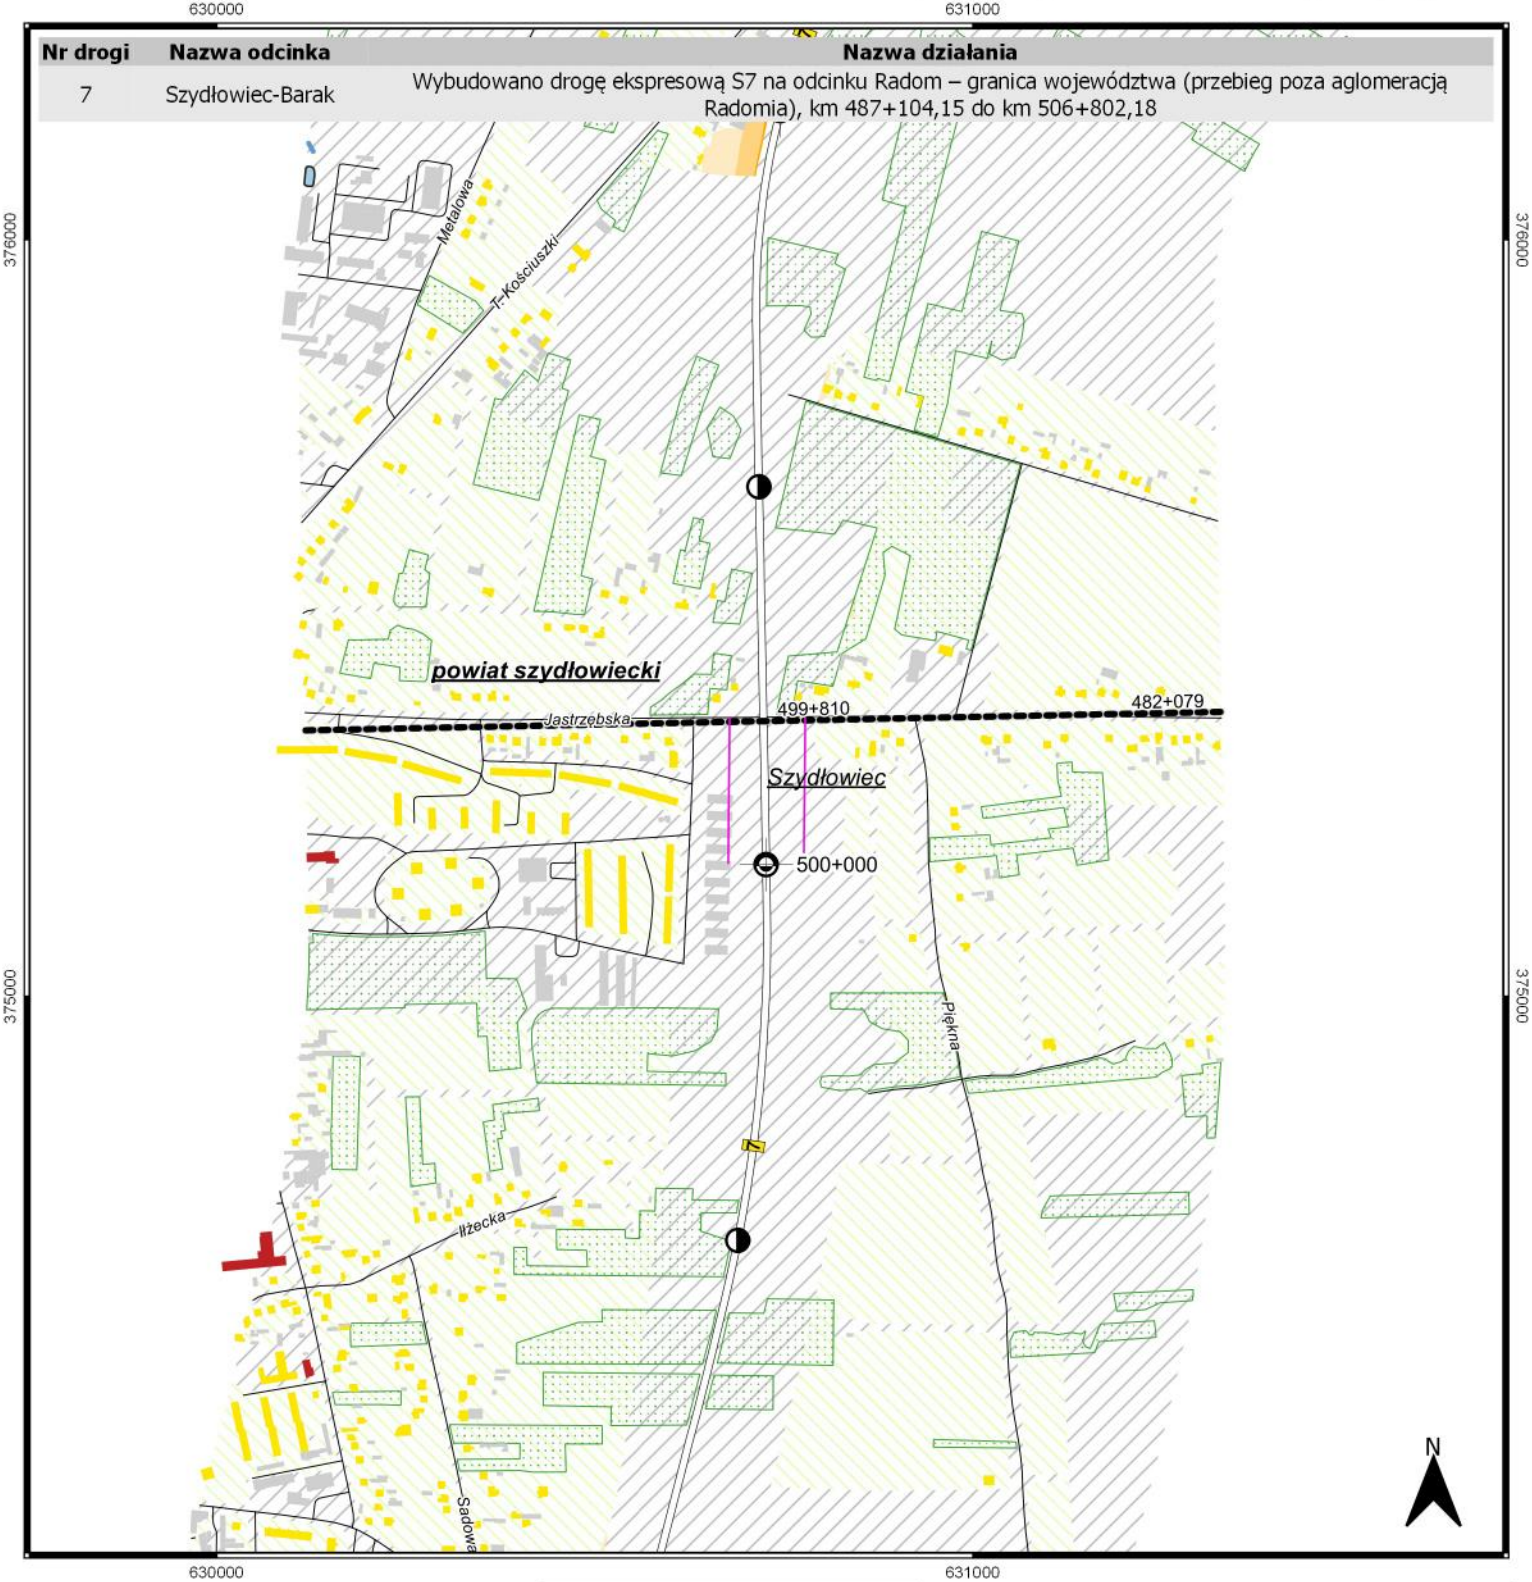 630000 631000
Nr drogi Nazwa odcinka Nazwa działania
7 Szydłowiec-Barak Wybudowano drogę ekspresową S7 na odcinku Radom – granica województwa (przebieg poza aglomeracją
Radomia), km 487+104,15 do km 506+802,18
7
Metalowa
376000
376000
T. Kościuszki
powiat szydłowiecki
482+079
499+810
Jastrzębska
Szydłowiec
500+000
375000
375000
Piękna
7
Iłżecka
N
Sadowa
630000 631000